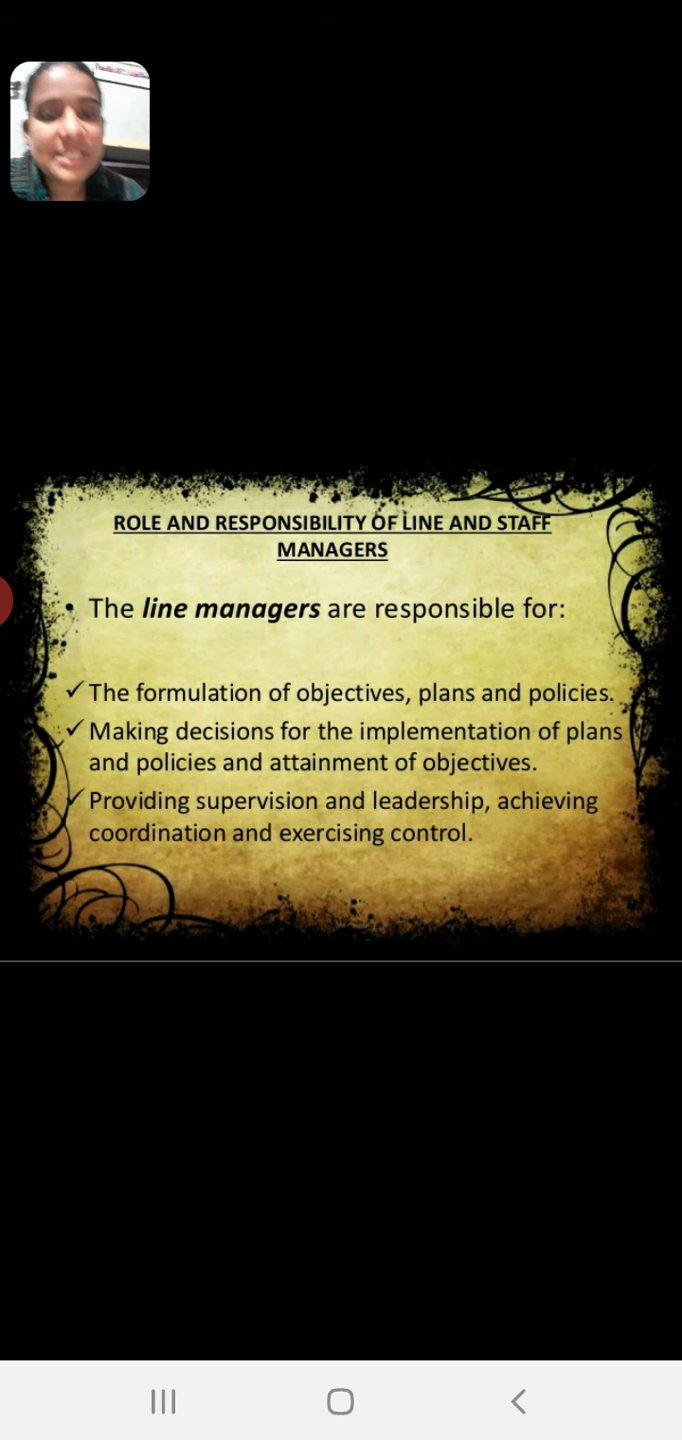 ROLE AND RESPONSIBILITY OF LINE AND STAFF
MANAGERS
• The line managers are responsible for:
✓ The formulation of objectives, plans and policies.
✓ Making decisions for the implementation of plans
and policies and attainment of objectives.
✓ Providing supervision and leadership, achieving
coordination and exercising control.